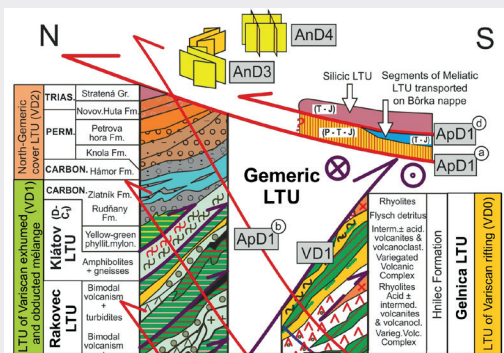 N
S
AnD4
AnD3
Silicic LTU
Segments of Meliatic
LTU transported
on Bôrka nappe
(T - J)
(P - T - J)
(T - J)
ApD1 d
ApD1 a
Gemeric
LTU
ApD1 b
VD1
North-Gemeric
cover LTU (VD2)
TRIAS.
Stratená Gr.
Novov.Huta Fm.
PERM.
Petrova
hora Fm.
Knola Fm.
CARBON.
Hámor Fm.
CARBON.
Zlatník Fm.
LTU of Variscan exhumed
and obducted mélange (VD1)
Klátov (D-C₁)
LTU
Rudňany
Fm.
Yellow-green
phyllit.mylon.
Amphibolites
+ gneisses
Rakovec
LTU
Bimodal
volcanism +
turbidites
Bimodal
volcanism +
Rhyolites
Flysch detritus
Interm.± acid.
volcanites &
volcanoclast.
Variegated
Volcanic
Complex
Rhyolites
Acid ±
intermed.
volcanites
& volcanocl.
Varieg.Volc.
Complex
Hnilec Formation
Gelnica LTU
LTU of Variscan rifting (VD0)